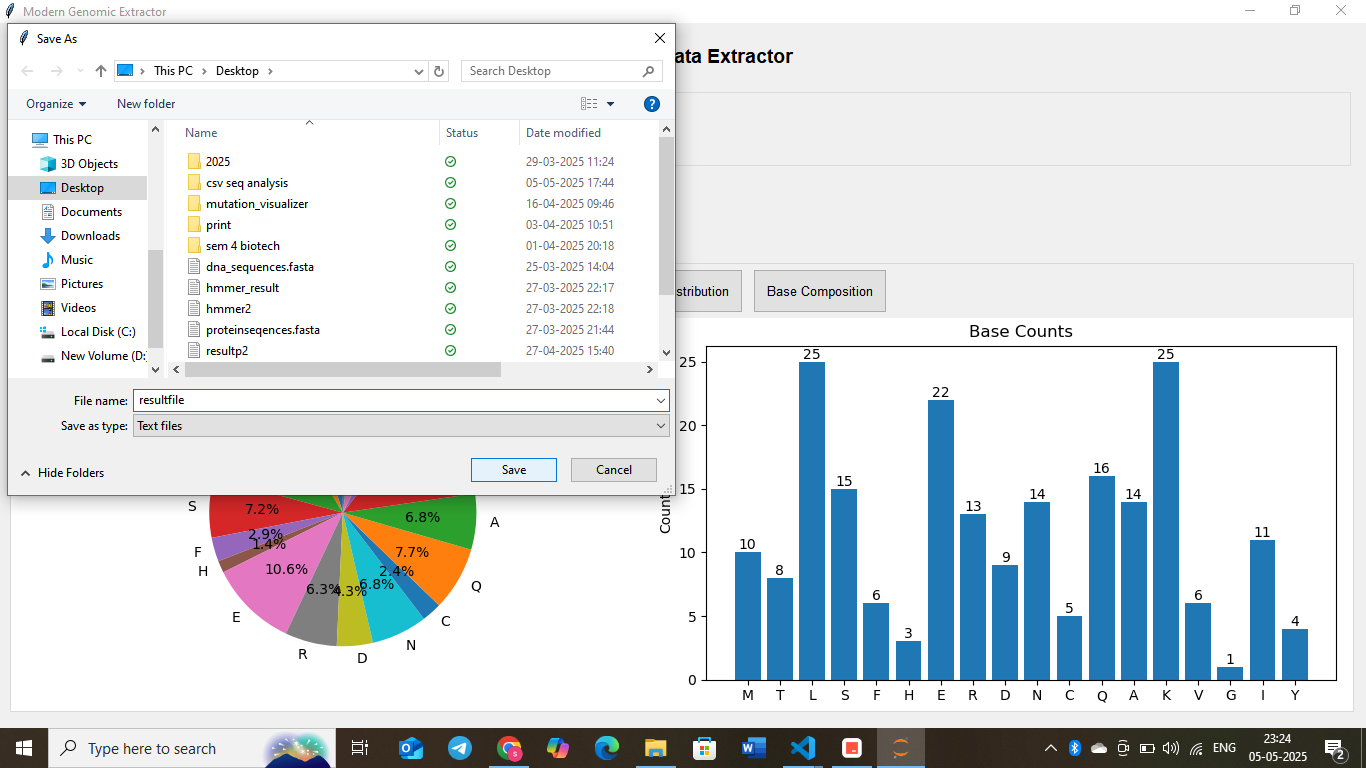 Modern Genomic Extractor
Save As
ata Extractor
This PC
Desktop
Search Desktop
Organize
New folder
Name Status Date modified
This PC
3D Objects
Desktop
Documents
Downloads
Music
Pictures
Videos
Local Disk (C:)
New Volume (D:
2025 29-03-2025 11:24
csv seq analysis 05-05-2025 17:44
mutation_visualizer 16-04-2025 09:46
print 03-04-2025 10:51
sem 4 biotech 01-04-2025 20:18
dna_sequences.fasta 25-03-2025 14:04
hmmer_result 27-03-2025 22:17
hmmer2 27-03-2025 22:18
proteinseqences.fasta 27-03-2025 21:44
resultp2 27-04-2025 15:40
File name: resultfile
Save as type: Text files
Hide Folders
Save
Cancel
stribution
Base Composition
Base Counts
25
20
15
10
5
0
Count
10 8 25 15 6 3 22 13 9 14 5 16 14 25 6 1 11 4
M T L S F H E R D N C Q A K V G I Y
S 7.2%
F 2.9%
H 1.4%
E 10.6%
R 6.3%
D 4.3%
N 6.8%
C 2.4%
Q 7.7%
A 6.8%
Type here to search
ENG
23:24
05-05-2025
2